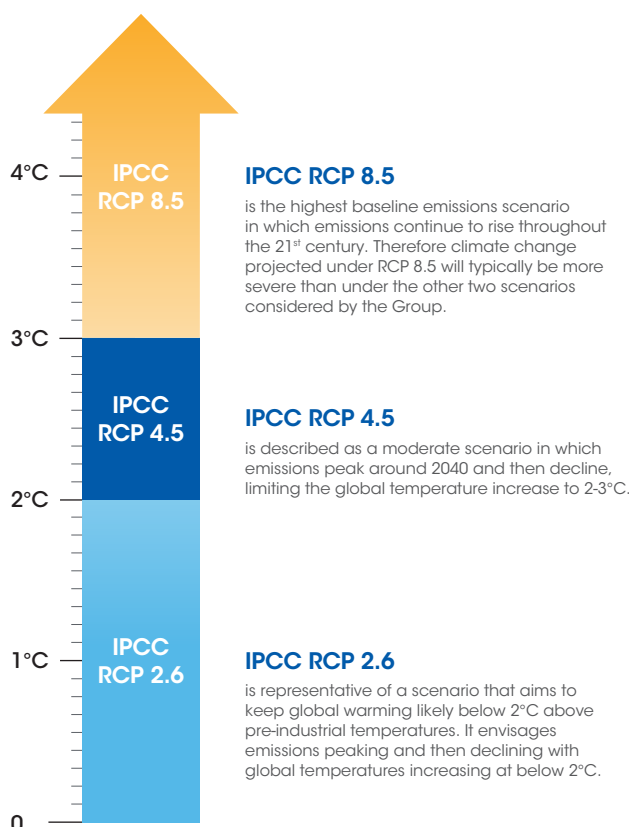 4°C
IPCC
RCP 8.5
IPCC RCP 8.5
is the highest baseline emissions scenario
in which emissions continue to rise throughout
the 21st century. Therefore climate change
projected under RCP 8.5 will typically be more
severe than under the other two scenarios
considered by the Group.
3°C
IPCC
RCP 4.5
IPCC RCP 4.5
is described as a moderate scenario in which
emissions peak around 2040 and then decline,
limiting the global temperature increase to 2-3°C.
2°C
IPCC
RCP 2.6
1°C
IPCC RCP 2.6
is representative of a scenario that aims to
keep global warming likely below 2°C above
pre-industrial temperatures. It envisages
emissions peaking and then declining with
global temperatures increasing at below 2°C.
0